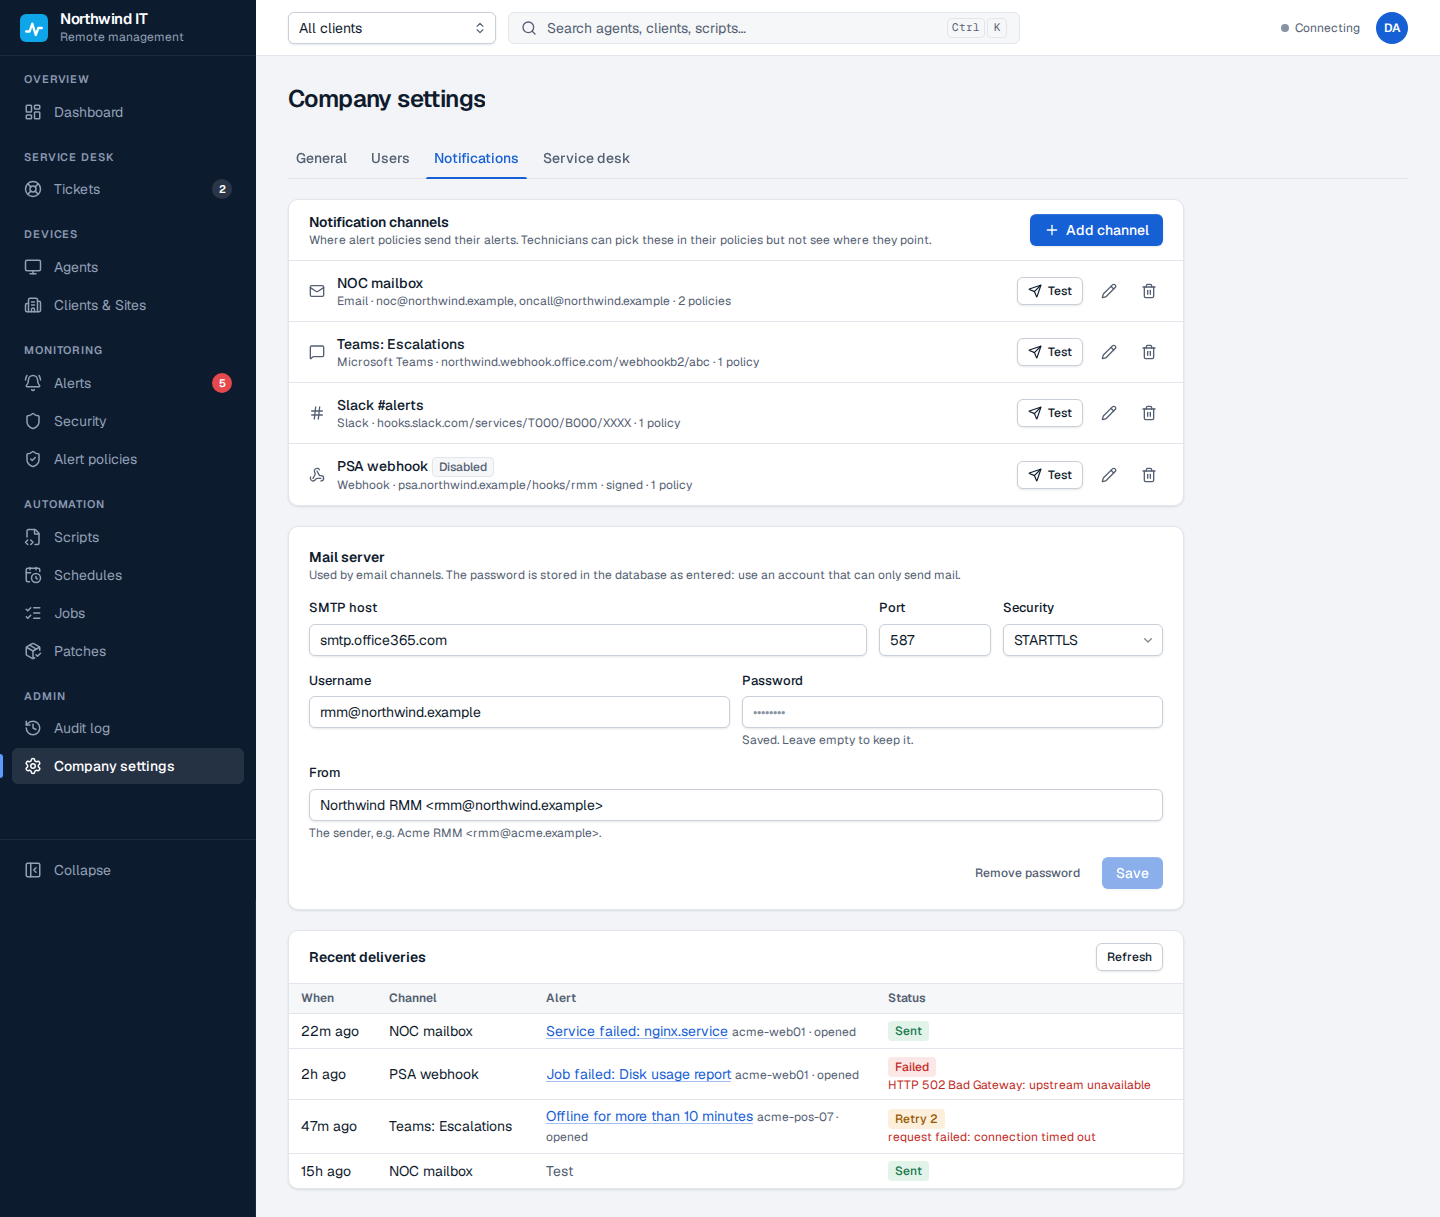 Northwind IT
Remote management
All clients
Search agents, clients, scripts...
Ctrl K
Connecting
DA
OVERVIEW
Dashboard
SERVICE DESK
Tickets 2
DEVICES
Agents
Clients & Sites
MONITORING
Alerts 5
Security
Alert policies
AUTOMATION
Scripts
Schedules
Jobs
Patches
ADMIN
Audit log
Company settings
Collapse
Company settings
General Users Notifications Service desk
Notification channels
Where alert policies send their alerts. Technicians can pick these in their policies but not see where they point.
Add channel
NOC mailbox
Email · noc@northwind.example, oncall@northwind.example · 2 policies
Test
Teams: Escalations
Microsoft Teams · northwind.webhook.office.com/webhookb2/abc · 1 policy
Test
Slack #alerts
Slack · hooks.slack.com/services/T000/B000/XXXX · 1 policy
Test
PSA webhook Disabled
Webhook · psa.northwind.example/hooks/rmm · signed · 1 policy
Test
Mail server
Used by email channels. The password is stored in the database as entered: use an account that can only send mail.
SMTP host Port Security
smtp.office365.com 587 STARTTLS
Username Password
rmm@northwind.example ••••••••
Saved. Leave empty to keep it.
From
Northwind RMM <rmm@northwind.example>
The sender, e.g. Acme RMM <rmm@acme.example>.
Remove password Save
Recent deliveries Refresh
When Channel Alert Status
22m ago NOC mailbox Service failed: nginx.service acme-web01 · opened Sent
2h ago PSA webhook Job failed: Disk usage report acme-web01 · opened Failed
HTTP 502 Bad Gateway: upstream unavailable
47m ago Teams: Escalations Offline for more than 10 minutes acme-pos-07 · opened Retry 2
request failed: connection timed out
15h ago NOC mailbox Test Sent